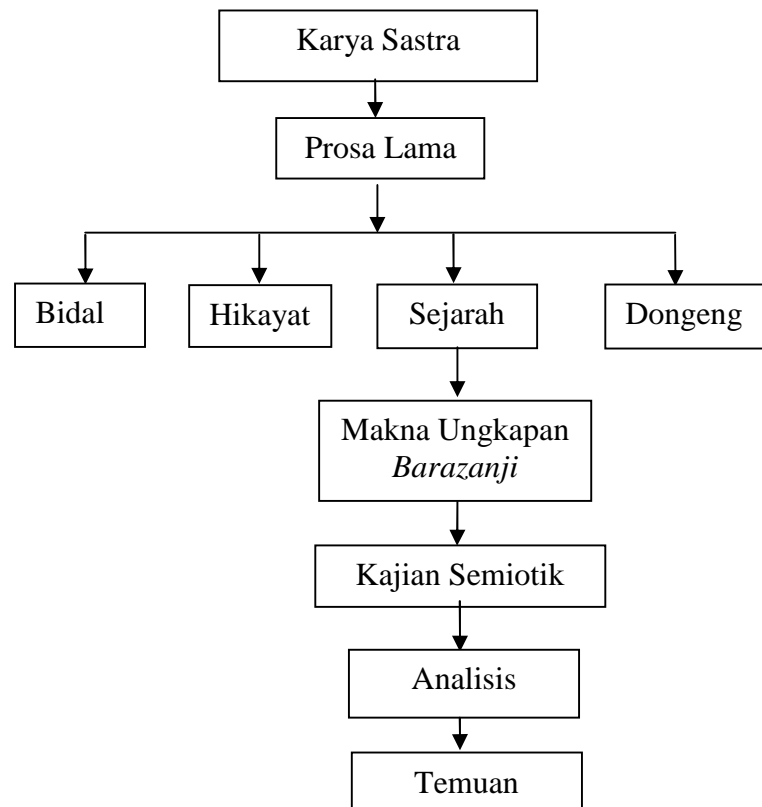 Karya Sastra
Prosa Lama
Bidal
Hikayat
Sejarah
Dongeng
Makna Ungkapan
Barazanji
Kajian Semiotik
Analisis
Temuan